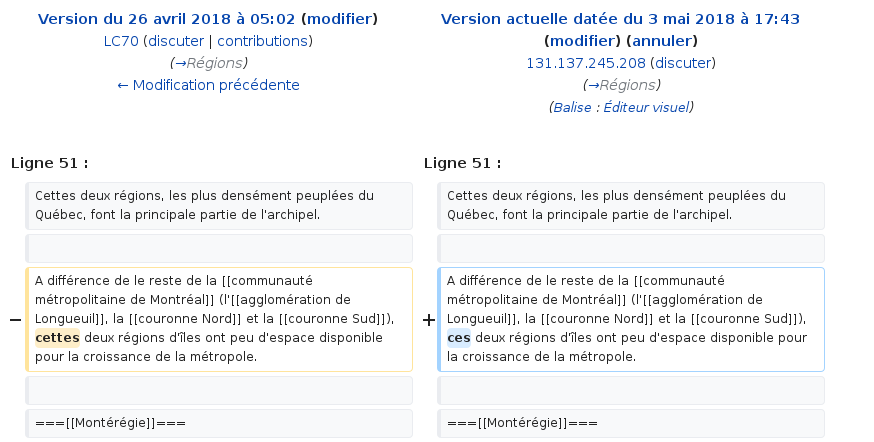 Version du 26 avril 2018 à 05:02 (modifier)
LC70 (discuter | contributions)
(→Régions)
← Modification précédente
Version actuelle datée du 3 mai 2018 à 17:43
(modifier) (annuler)
131.137.245.208 (discuter)
(→Régions)
(Balise : Éditeur visuel)
Ligne 51 :
Cettes deux régions, les plus densément peuplées du
Québec, font la principale partie de l'archipel.
A différence de le reste de la [[communauté
métropolitaine de Montréal]] (l'[[agglomération de
Longueuil]], la [[couronne Nord]] et la [[couronne Sud]]),
− cettes deux régions d'îles ont peu d'espace disponible
pour la croissance de la métropole.
===[[Montérégie]]===
Ligne 51 :
Cettes deux régions, les plus densément peuplées du
Québec, font la principale partie de l'archipel.
A différence de le reste de la [[communauté
métropolitaine de Montréal]] (l'[[agglomération de
Longueuil]], la [[couronne Nord]] et la [[couronne Sud]]),
+ ces deux régions d'îles ont peu d'espace disponible pour
la croissance de la métropole.
===[[Montérégie]]===